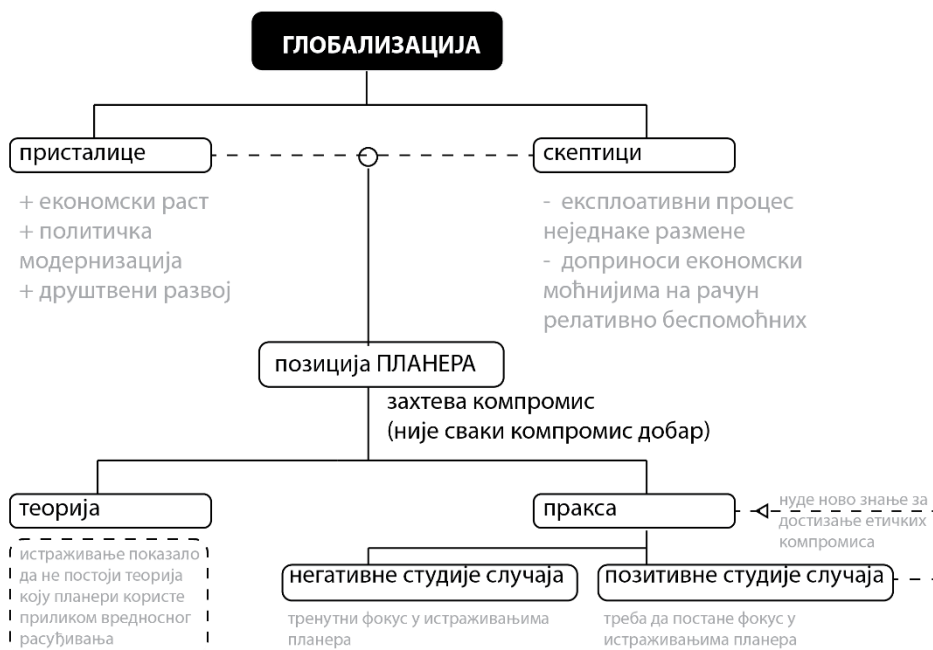 ГЛОБАЛИЗАЦИЈА
присталице
скептици
+ економски раст
+ политичка
модернизација
+ друштвени развој
- експлоативни процес
неједнаке размене
- доприноси економски
моћнијима на рачун
релативно беспомоћних
позиција ПЛАНЕРА
захтева компромис
(није сваки компромис добар)
теорија
пракса
нуде ново знање за
достизање етичких
компромиса
истраживање показало
да не постоји теорија
коју планери користе
приликом вредносног
расуђивања
негативне студије случаја
позитивне студије случаја
тренутни фокус у истраживањима
планера
треба да постане фокус у
истраживањима планера